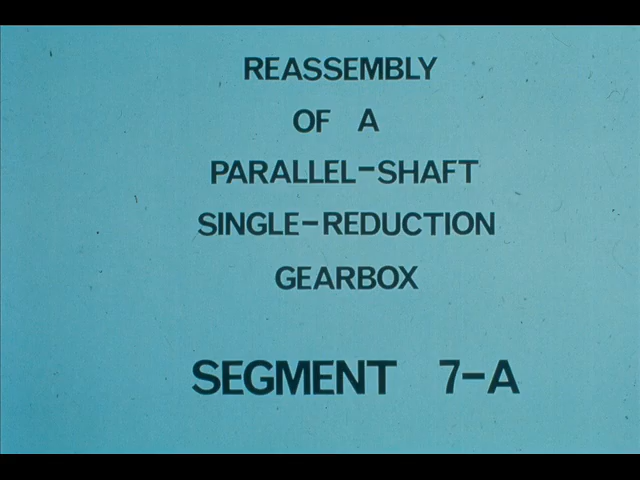 REASSEMBLY
OF A
PARALLEL-SHAFT
SINGLE-REDUCTION
GEARBOX
SEGMENT 7-A